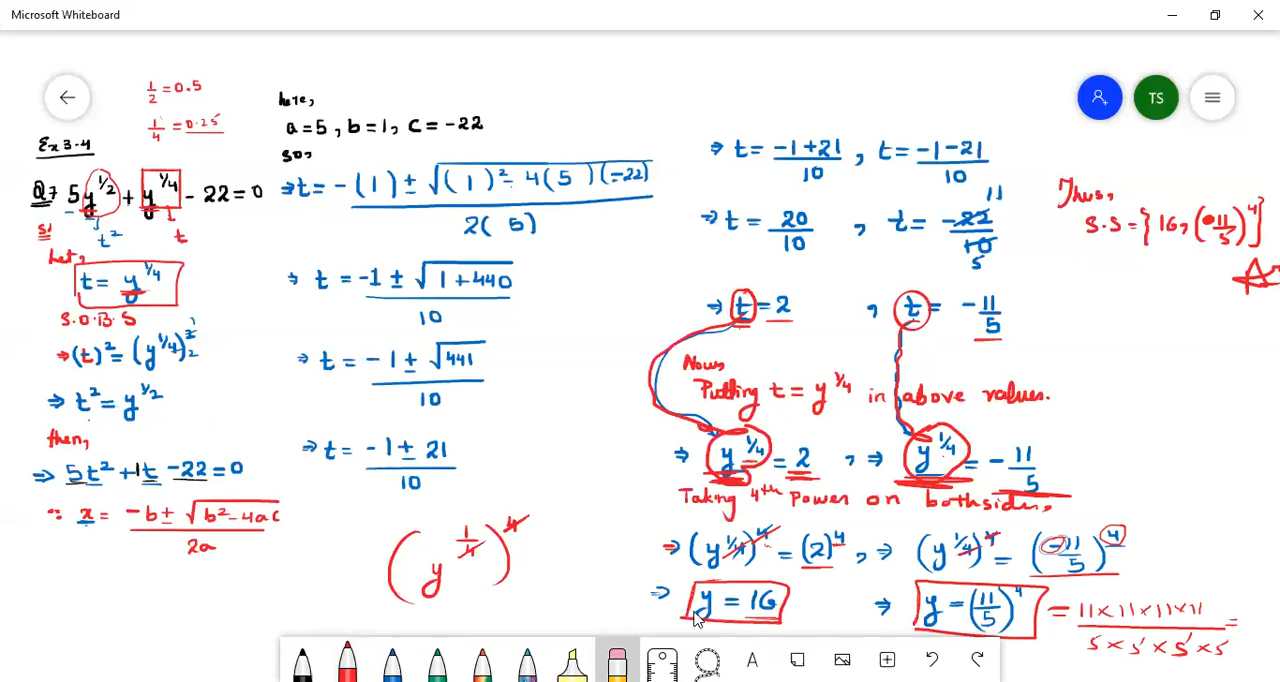 Microsoft Whiteboard
TS
1/2 = 0.5
1/4 = 0.25
Ex 3.4
Q7 5y^1/2 + y^1/4 - 22 = 0
t²
t
Let,
t = y^1/4
S.O.B.S
⇒ (t)² = (y^1/4)²
⇒ t² = y^1/2
then,
⇒ 5t² + 1t - 22 = 0
∵ x = -b ± √b² - 4ac / 2a
here,
a = 5, b = 1, c = -22
so,
⇒ t = -(1) ± √(1)² - 4(5)(-22) / 2(5)
⇒ t = -1 ± √1 + 440 / 10
⇒ t = -1 ± √441 / 10
⇒ t = -1 ± 21 / 10
(y^1/4)^4
⇒ t = -1 + 21 / 10 , t = -1 - 21 / 10
⇒ t = 20/10 , t = -22/10
11
5
⇒ t = 2 , t = -11/5
Now,
Putting t = y^1/4 in above values.
⇒ y^1/4 = 2 , ⇒ y^1/4 = -11/5
Taking 4th Power on bothsides,
⇒ (y^1/4)^4 = (2)^4 , ⇒ (y^1/4)^4 = (-11/5)^4
⇒ y = 16 ⇒ y = (11/5)^4 = 11×11×11×11 / 5×5×5×5 =
Thus,
S.S = {16, (-11/5)^4}
A